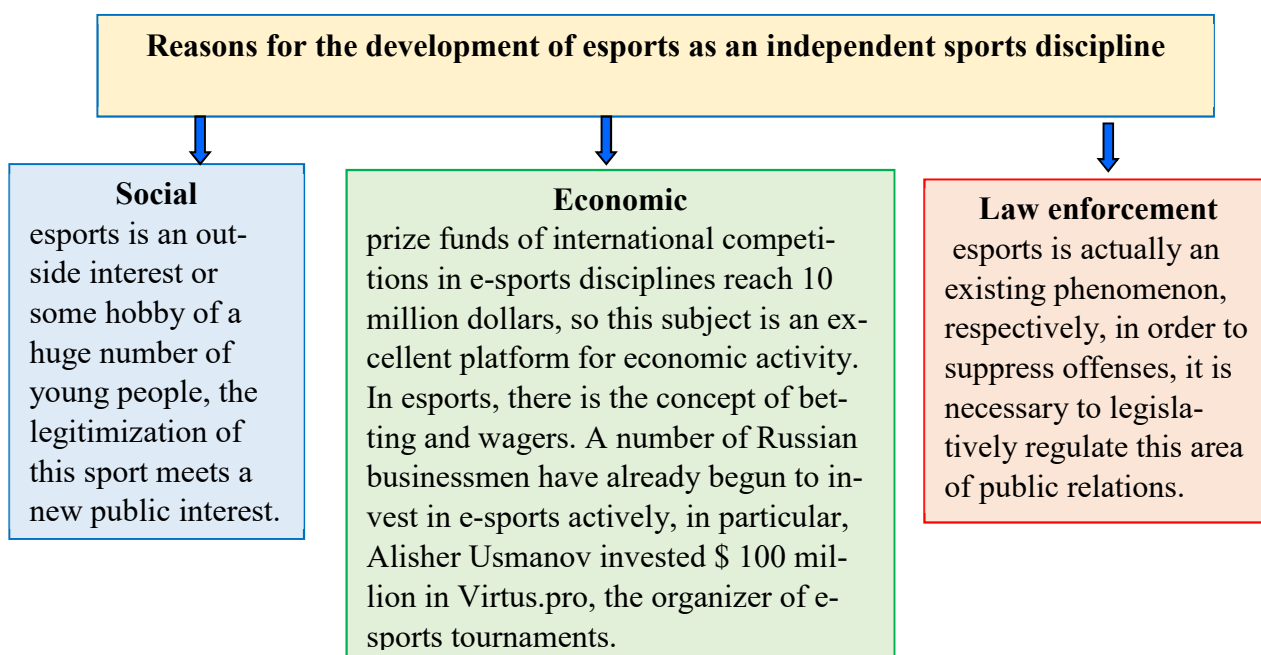 Reasons for the development of esports as an independent sports discipline
Social
esports is an out-
side interest or
some hobby of a
huge number of
young people, the
legitimization of
this sport meets a
new public interest.
Economic
prize funds of international competi-
tions in e-sports disciplines reach 10
million dollars, so this subject is an ex-
cellent platform for economic activity.
In esports, there is the concept of bet-
ting and wagers. A number of Russian
businessmen have already begun to in-
vest in e-sports actively, in particular,
Alisher Usmanov invested $ 100 mil-
lion in Virtus.pro, the organizer of e-
sports tournaments.
Law enforcement
esports is actually an
existing phenomenon,
respectively, in order to
suppress offenses, it is
necessary to legisla-
tively regulate this area
of public relations.